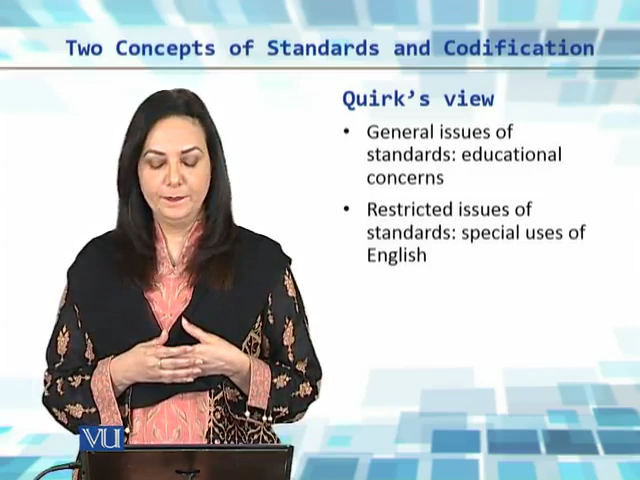 Two Concepts of Standards and Codification
Quirk's view
• General issues of
standards: educational
concerns
• Restricted issues of
standards: special uses of
English
VU